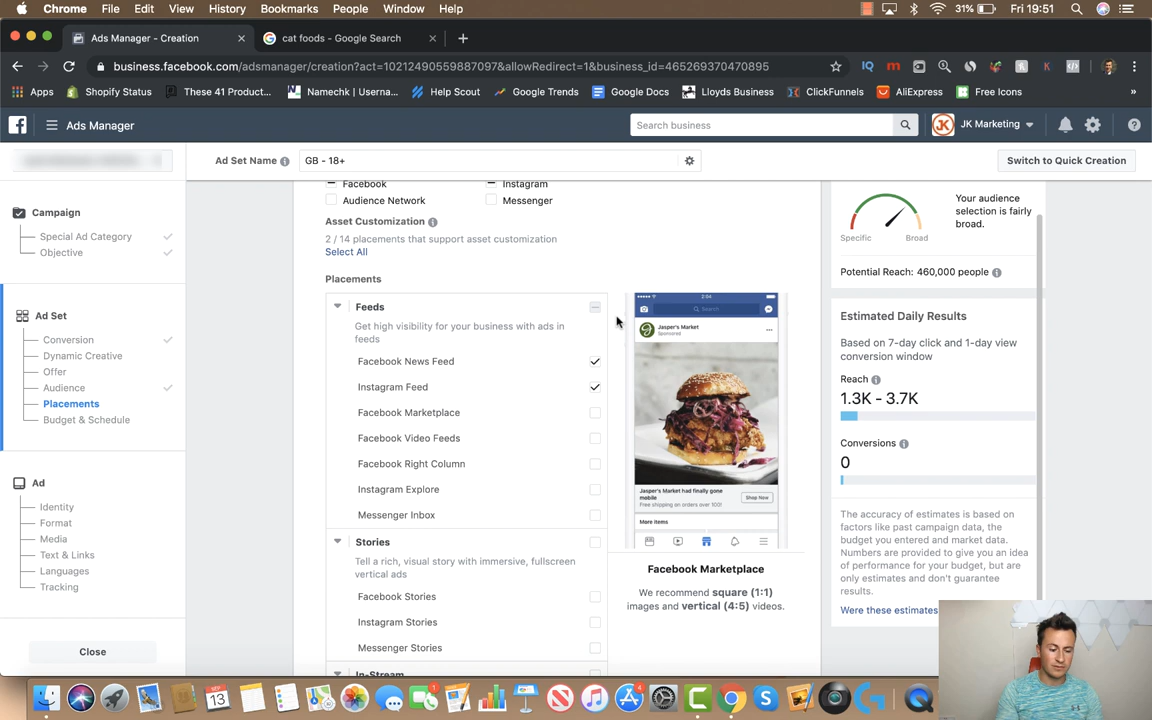 Chrome File Edit View History Bookmarks People Window Help 31% Fri 19:51
Ads Manager - Creation cat foods - Google Search
business.facebook.com/adsmanager/creation?act=10212490559887097&allowRedirect=1&business_id=465269370470895
Apps Shopify Status These 41 Product... Namechk | Userna... Help Scout Google Trends Google Docs Lloyds Business ClickFunnels AliExpress Free Icons »
Ads Manager Search business JK Marketing
Ad Set Name GB - 18+ Switch to Quick Creation
Campaign
Special Ad Category
Objective
Ad Set
Conversion
Dynamic Creative
Offer
Audience
Placements
Budget & Schedule
Ad
Identity
Format
Media
Text & Links
Languages
Tracking
Close
Facebook Instagram
Audience Network Messenger
Asset Customization
2 / 14 placements that support asset customization
Select All
Placements
Feeds
Get high visibility for your business with ads in
feeds
Facebook News Feed
Instagram Feed
Facebook Marketplace
Facebook Video Feeds
Facebook Right Column
Instagram Explore
Messenger Inbox
Stories
Tell a rich, visual story with immersive, fullscreen
vertical ads
Facebook Stories
Instagram Stories
Messenger Stories
In-Stream
2:04
Search
Jasper's Market
Sponsored
Jasper's Market had finally gone
mobile
Free shipping on orders over 100!
Shop Now
More items
Facebook Marketplace
We recommend square (1:1)
images and vertical (4:5) videos.
Your audience
selection is fairly
broad.
Specific Broad
Potential Reach: 460,000 people
Estimated Daily Results
Based on 7-day click and 1-day view
conversion window
Reach
1.3K - 3.7K
Conversions
0
The accuracy of estimates is based on
factors like past campaign data, the
budget you entered and market data.
Numbers are provided to give you an idea
of performance for your budget, but are
only estimates and don't guarantee
results.
Were these estimates